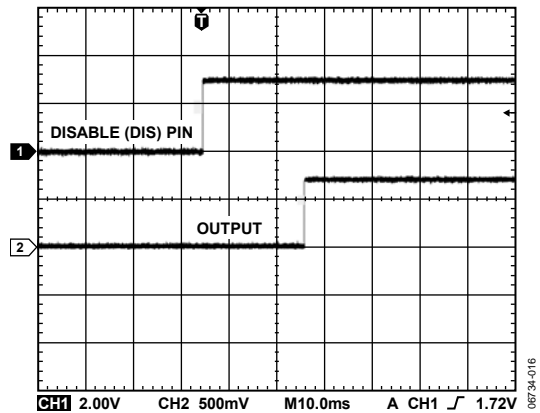 T
DISABLE (DIS) PIN
1
OUTPUT
2
CH1 2.00V CH2 500mV M10.0ms A CH1 1.72V
06734-016